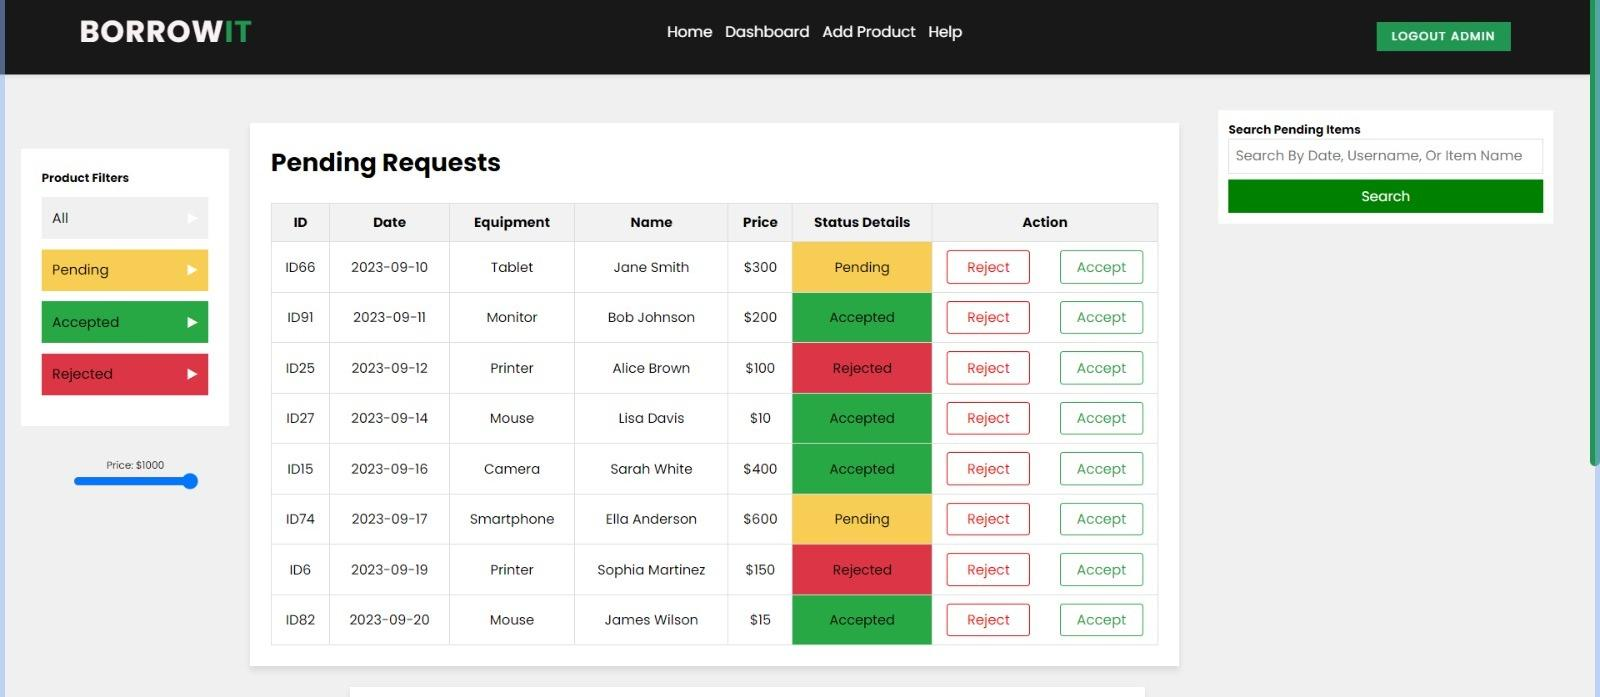 BORROWIT
Home Dashboard Add Product Help
LOGOUT ADMIN
Product Filters
All
Pending
Accepted
Rejected
Price: $1000
Pending Requests
ID Date Equipment Name Price Status Details Action
ID66 2023-09-10 Tablet Jane Smith $300 Pending Reject Accept
ID91 2023-09-11 Monitor Bob Johnson $200 Accepted Reject Accept
ID25 2023-09-12 Printer Alice Brown $100 Rejected Reject Accept
ID27 2023-09-14 Mouse Lisa Davis $10 Accepted Reject Accept
ID15 2023-09-16 Camera Sarah White $400 Accepted Reject Accept
ID74 2023-09-17 Smartphone Ella Anderson $600 Pending Reject Accept
ID6 2023-09-19 Printer Sophia Martinez $150 Rejected Reject Accept
ID82 2023-09-20 Mouse James Wilson $15 Accepted Reject Accept
Search Pending Items
Search By Date, Username, Or Item Name
Search